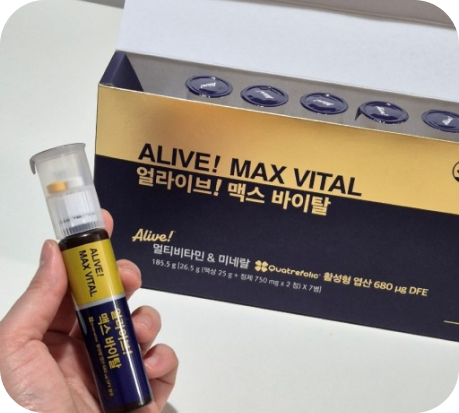 ALIVE! MAX VITAL
얼라이브! 맥스 바이탈
Alive!
멀티비타민 & 미네랄 Quatrefolic® 활성형 엽산 680 μg DFE
185.5 g [26.5 g (액상 25 g + 정제 750 mg x 2 정) X 7병]
ALIVE!
MAX VITAL
얼라이브!
맥스 바이탈